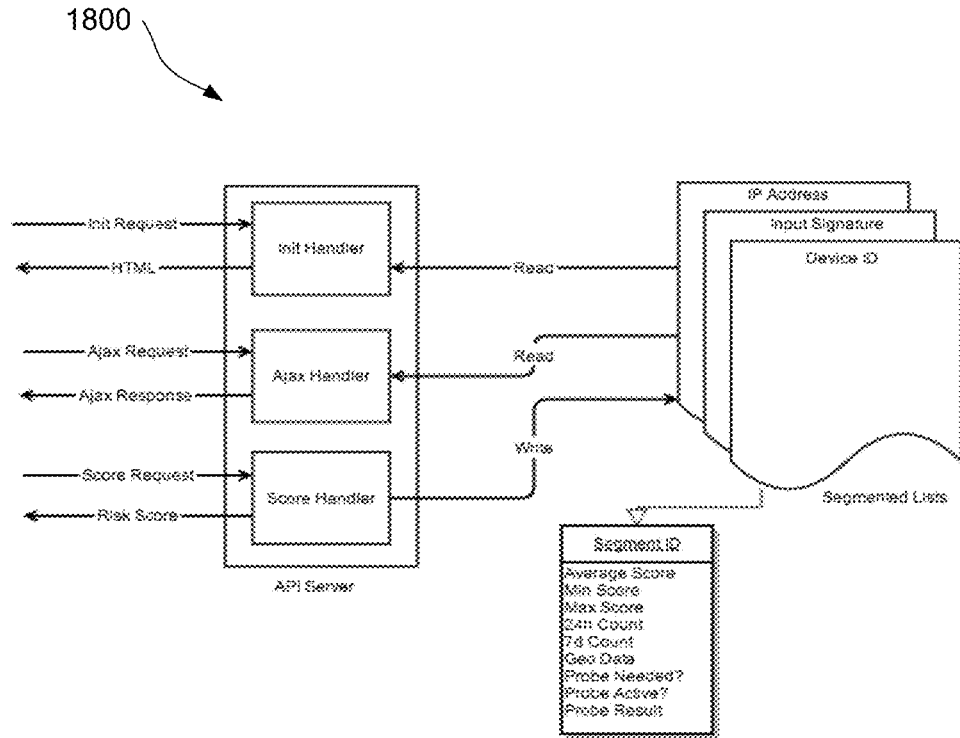 1800
IP Address
Input Signature
Device ID
Init Request
Init Handler
HTML
Read
Ajax Request
Read
Ajax Handler
Ajax Response
Write
Score Request
Score Handler
Risk Score
Segmented Lists
API Server
Segment ID
Average Score
Min Score
Max Score
24h Count
7d Count
Geo Data
Probe Needed?
Probe Active?
Probe Result